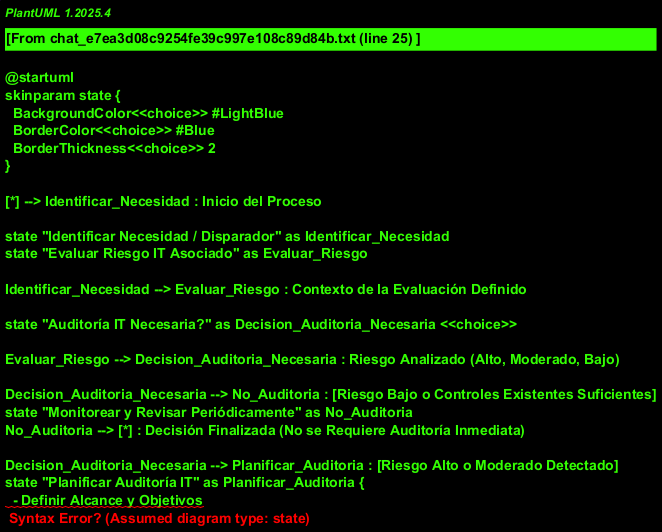 PlantUML 1.2025.4
[From chat_e7ea3d08c9254fe39c997e108c89d84b.txt (line 25) ]
@startuml
skinparam state {
BackgroundColor<<choice>> #LightBlue
BorderColor<<choice>> #Blue
BorderThickness<<choice>> 2
}
[*] --> Identificar_Necesidad : Inicio del Proceso
state "Identificar Necesidad / Disparador" as Identificar_Necesidad
state "Evaluar Riesgo IT Asociado" as Evaluar_Riesgo
Identificar_Necesidad --> Evaluar_Riesgo : Contexto de la Evaluación Definido
state "Auditoría IT Necesaria?" as Decision_Auditoria_Necesaria <<choice>>
Evaluar_Riesgo --> Decision_Auditoria_Necesaria : Riesgo Analizado (Alto, Moderado, Bajo)
Decision_Auditoria_Necesaria --> No_Auditoria : [Riesgo Bajo o Controles Existentes Suficientes]
state "Monitorear y Revisar Periódicamente" as No_Auditoria
No_Auditoria --> [*] : Decisión Finalizada (No se Requiere Auditoría Inmediata)
Decision_Auditoria_Necesaria --> Planificar_Auditoria : [Riesgo Alto o Moderado Detectado]
state "Planificar Auditoría IT" as Planificar_Auditoria {
- Definir Alcance y Objetivos
Syntax Error? (Assumed diagram type: state)